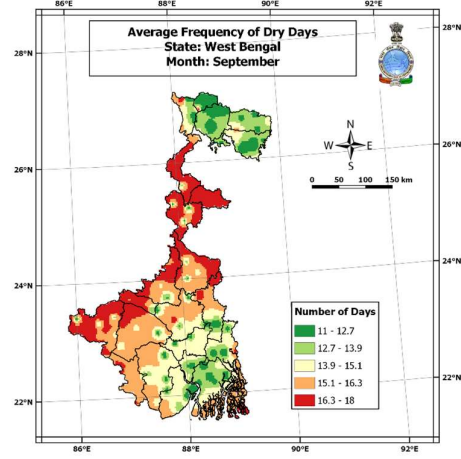 86°E 88°E 90°E 92°E
Average Frequency of Dry Days
State: West Bengal
Month: September
28°N 28°N
N
W E
S
26°N 26°N
0 50 100 150 km
24°N 24°N
Number of Days
11 - 12.7
12.7 - 13.9
13.9 - 15.1
15.1 - 16.3
16.3 - 18
22°N 22°N
86°E 88°E 90°E 92°E